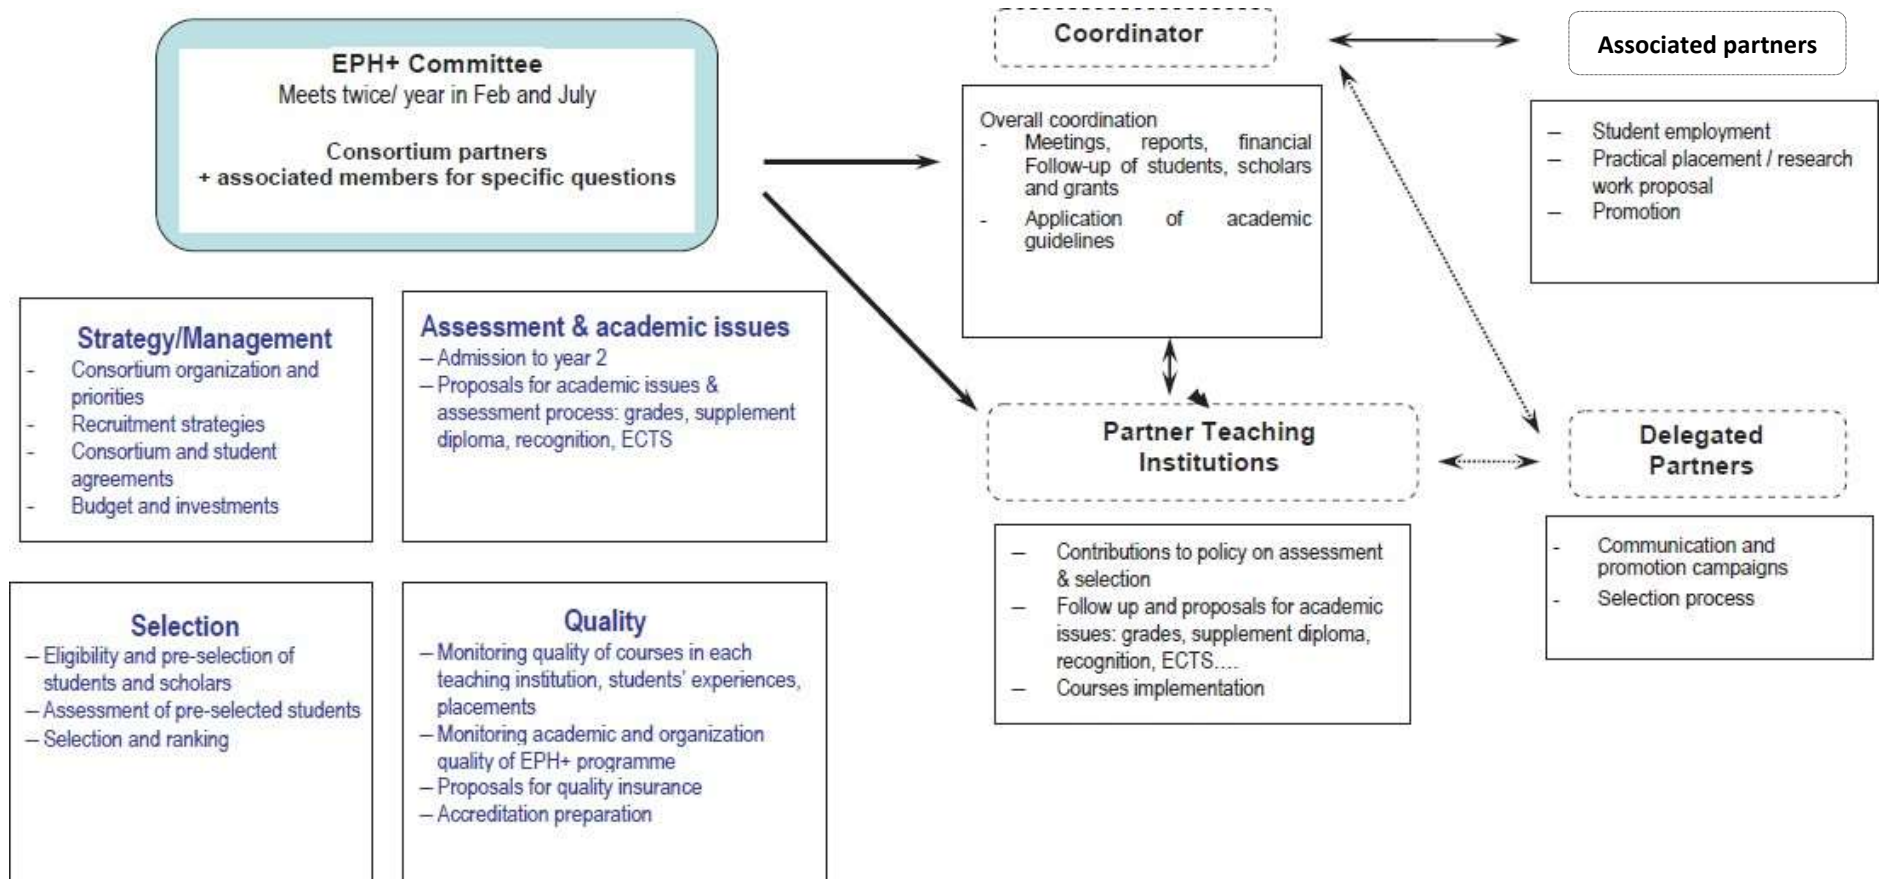 EPH+ Committee
Meets twice/ year in Feb and July
Consortium partners
+ associated members for specific questions
Strategy/Management
- Consortium organization and
priorities
- Recruitment strategies
- Consortium and student
agreements
- Budget and investments
Assessment & academic issues
– Admission to year 2
– Proposals for academic issues &
assessment process: grades, supplement
diploma, recognition, ECTS
Selection
– Eligibility and pre-selection of
students and scholars
– Assessment of pre-selected students
– Selection and ranking
Quality
– Monitoring quality of courses in each
teaching institution, students' experiences,
placements
– Monitoring academic and organization
quality of EPH+ programme
– Proposals for quality insurance
– Accreditation preparation
Coordinator
Overall coordination
- Meetings, reports, financial
Follow-up of students, scholars
and grants
- Application of academic
guidelines
Associated partners
– Student employment
– Practical placement / research
work proposal
– Promotion
Partner Teaching
Institutions
– Contributions to policy on assessment
& selection
– Follow up and proposals for academic
issues: grades, supplement diploma,
recognition, ECTS....
– Courses implementation
Delegated
Partners
- Communication and
promotion campaigns
- Selection process